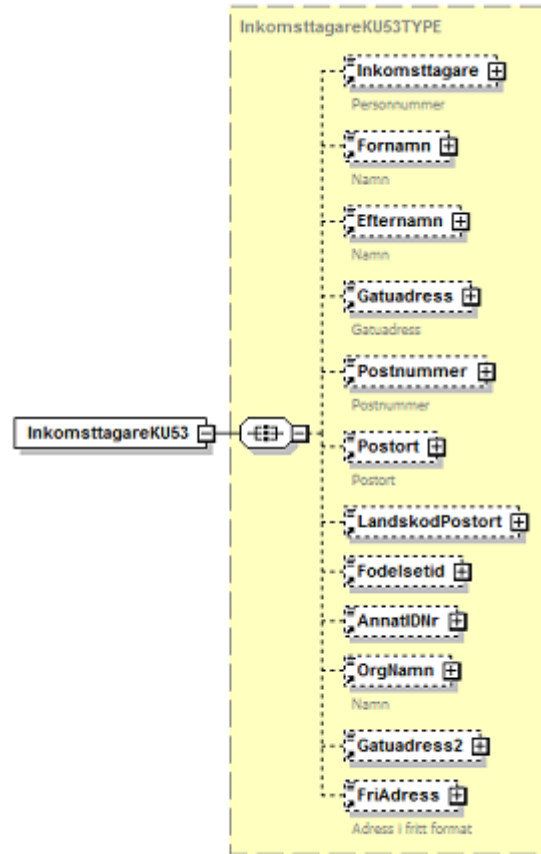 InkomsttagareKU53TYPE
Inkomsttagare
Personnummer
Fornamn
Namn
Efternamn
Namn
Gatuadress
Gatuadress
Postnummer
Postnummer
InkomsttagareKU53
Postort
Postort
LandskodPostort
Fodelsetid
AnnatIDNr
OrgNamn
Namn
Gatuadress2
FriAdress
Adress i fritt format